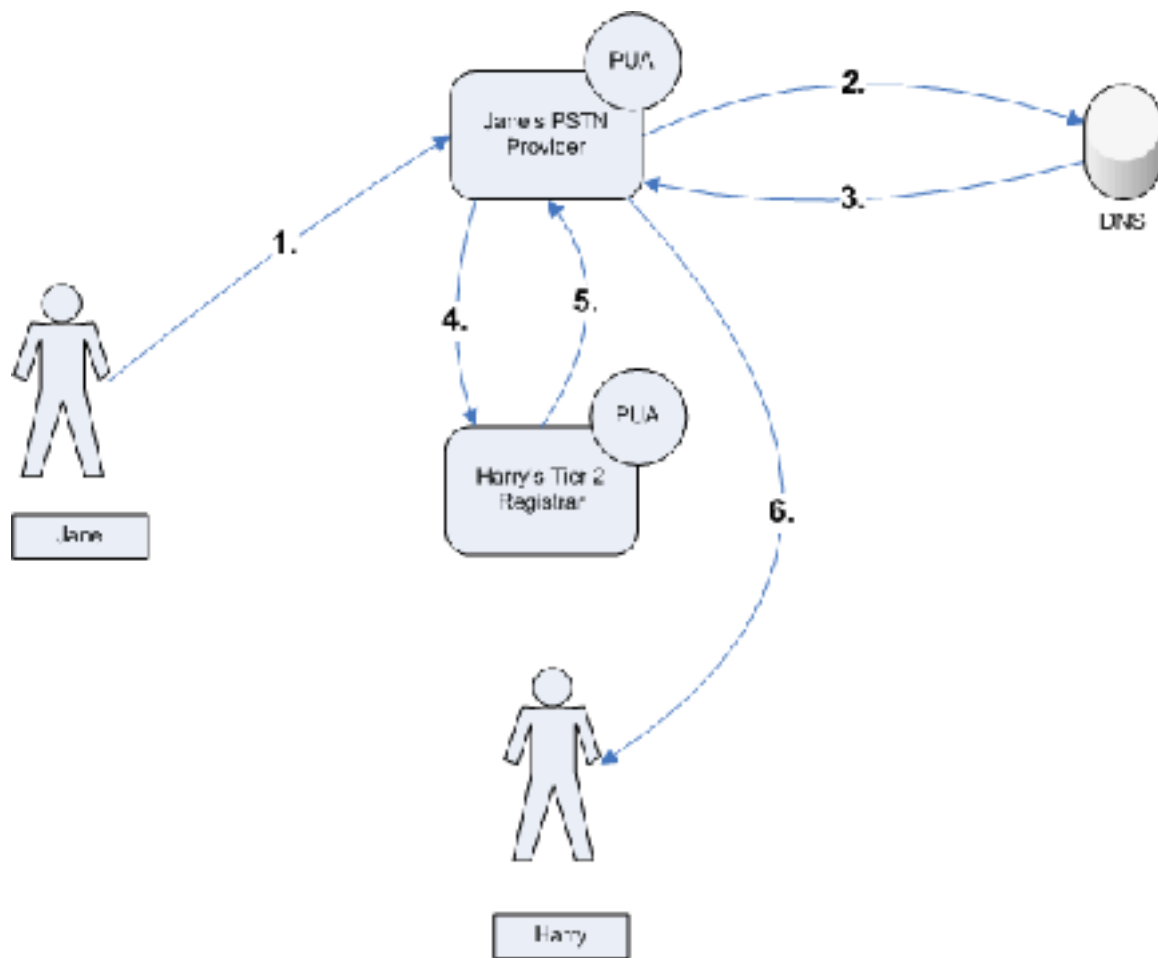 PUA
Jane's PSTN
Provider
2.
3.
DNS
1.
4.
5.
PUA
Harry's Tier 2
Registrar
6.
Jane
Harry